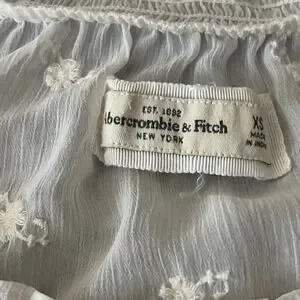 EST. 1892
Abercrombie & Fitch
NEW YORK
XS
MADE
IN INDIA